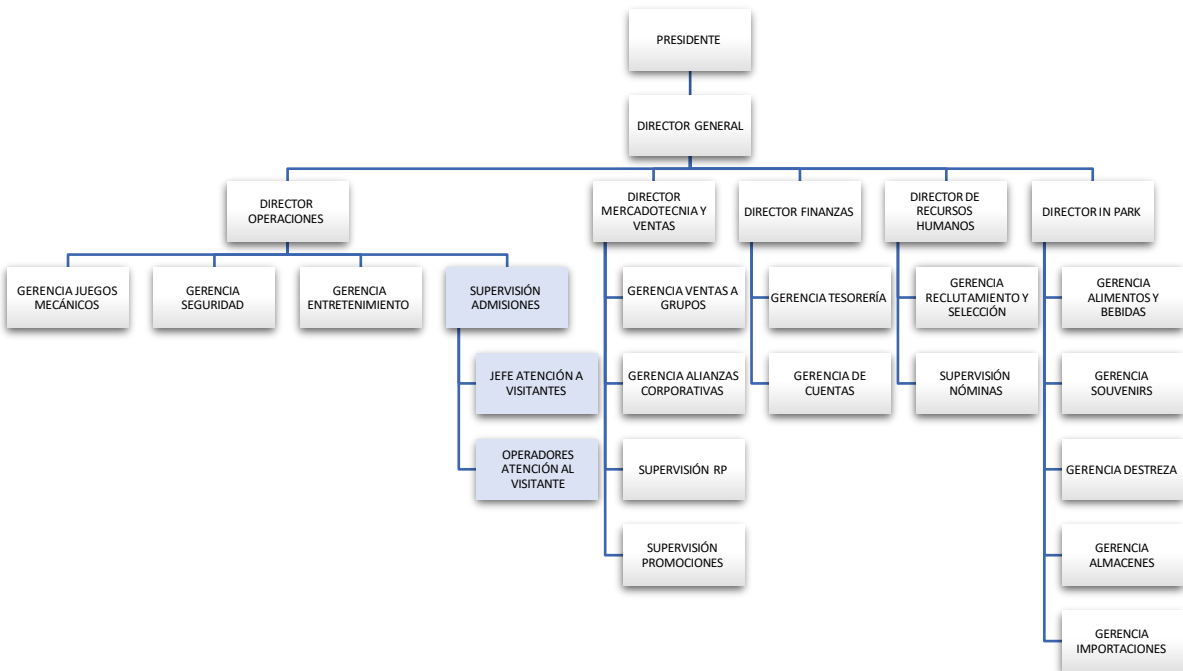 PRESIDENTE
DIRECTOR GENERAL
DIRECTOR
OPERACIONES
DIRECTOR
MERCADOTECNIA Y
VENTAS
DIRECTOR FINANZAS
DIRECTOR DE
RECURSOS
HUMANOS
DIRECTOR IN PARK
GERENCIA JUEGOS
MECÁNICOS
GERENCIA
SEGURIDAD
GERENCIA
ENTRETENIMIENTO
SUPERVISIÓN
ADMISIONES
GERENCIA VENTAS A
GRUPOS
GERENCIA TESORERÍA
GERENCIA
RECLUTAMIENTO Y
SELECCIÓN
GERENCIA
ALIMENTOS Y
BEBIDAS
JEFE ATENCIÓN A
VISITANTES
GERENCIA ALIANZAS
CORPORATIVAS
GERENCIA DE
CUENTAS
SUPERVISIÓN
NÓMINAS
GERENCIA
SOUVENIRS
OPERADORES
ATENCIÓN AL
VISITANTE
SUPERVISIÓN RP
GERENCIA DESTREZA
SUPERVISIÓN
PROMOCIONES
GERENCIA
ALMACENES
GERENCIA
IMPORTACIONES